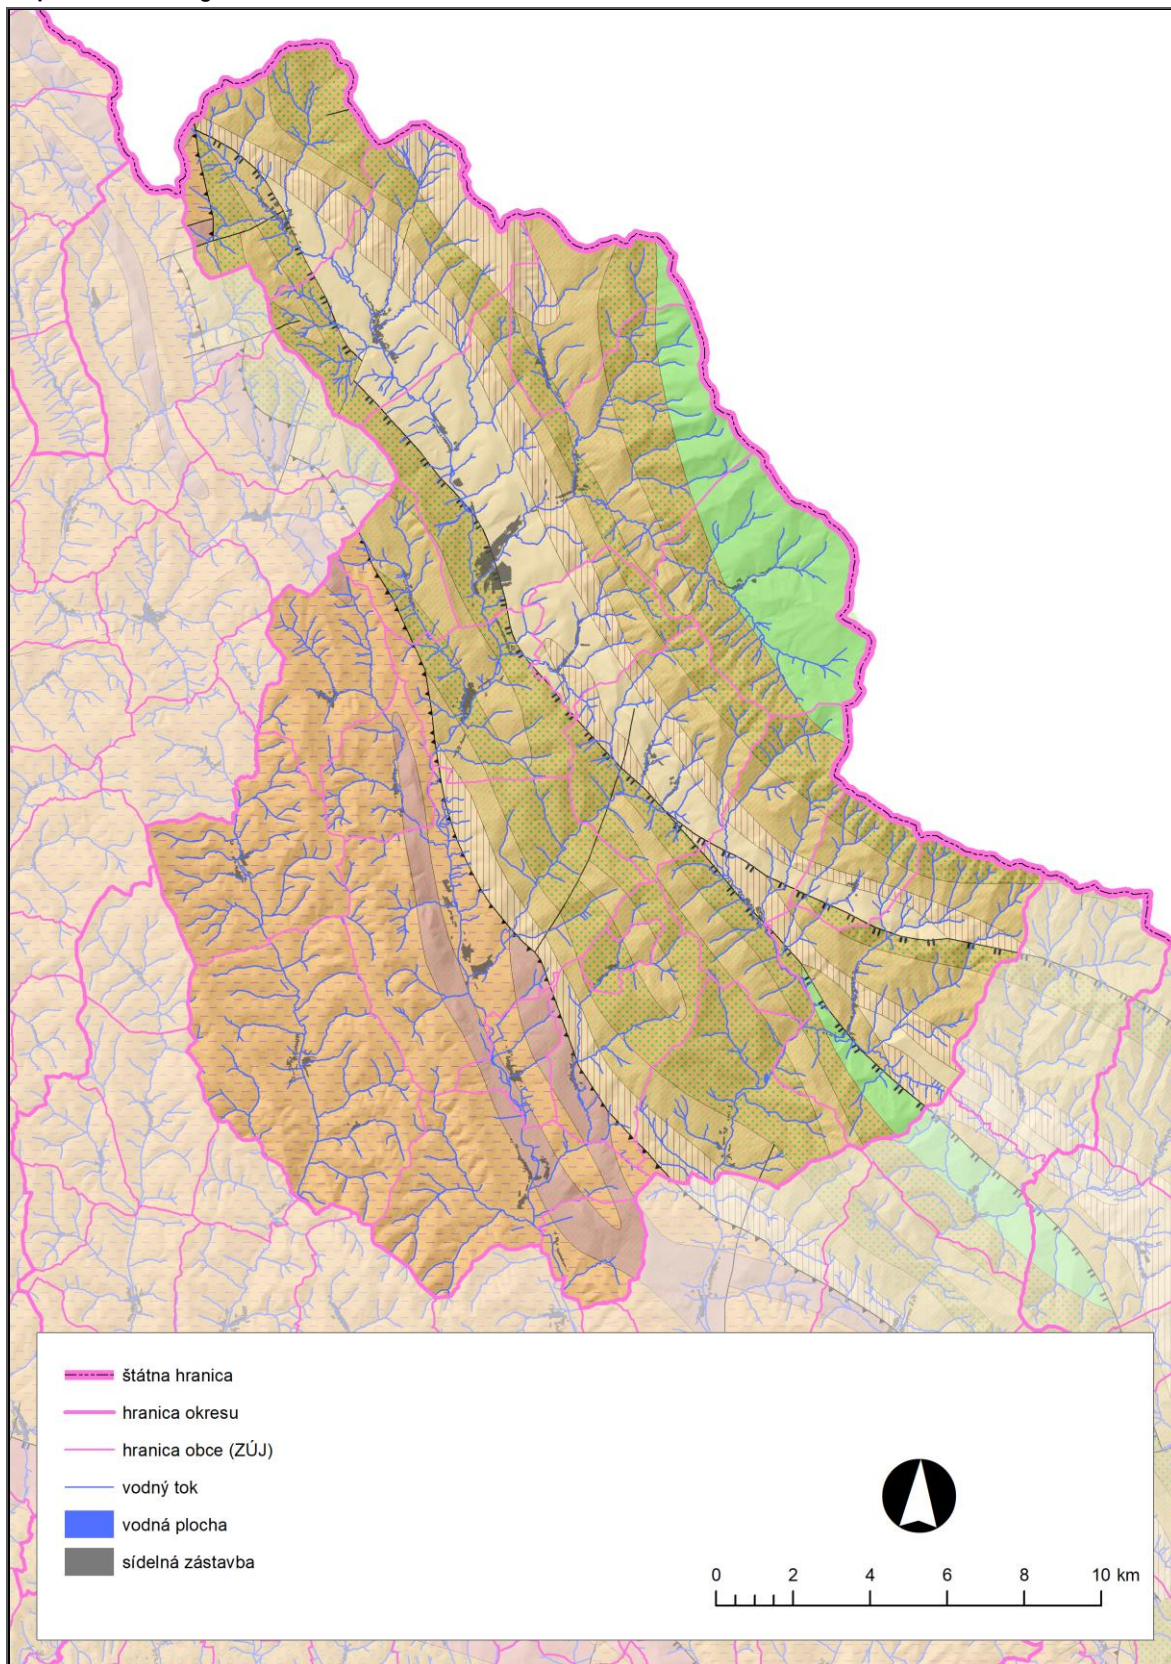 štátna hranica
hranica okresu
hranica obce (ZÚJ)
vodný tok
vodná plocha
sídelná zástavba
0 2 4 6 8 10 km